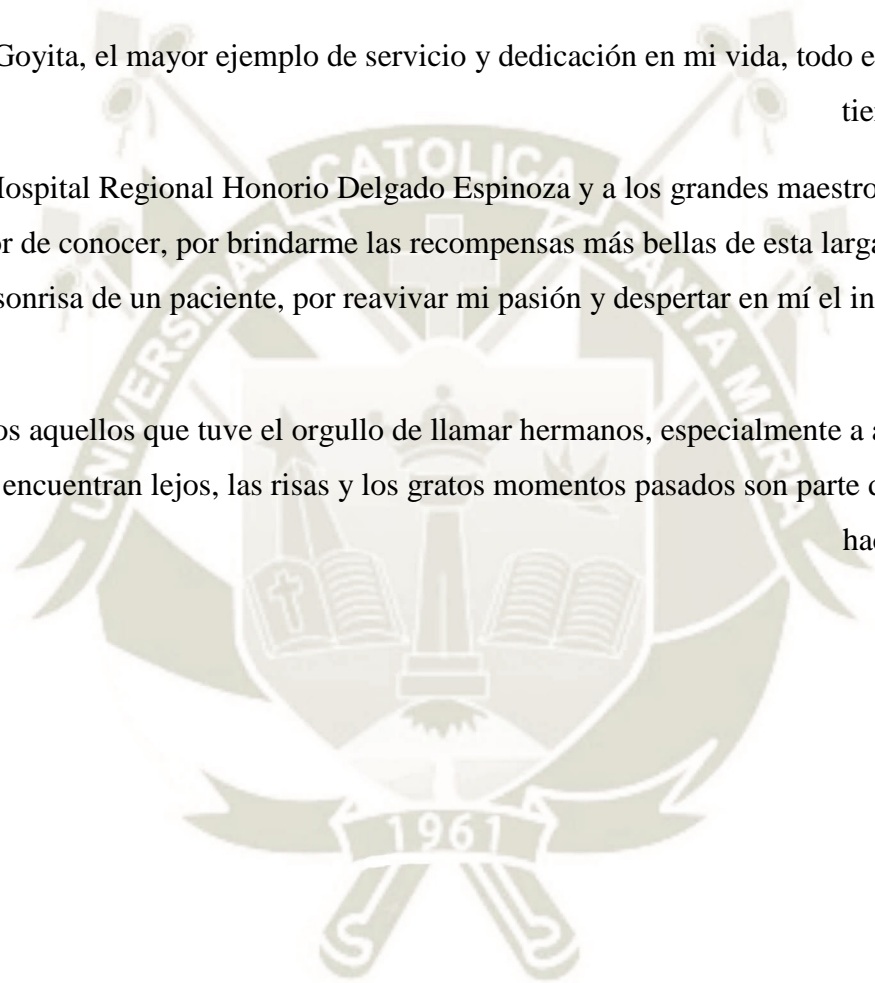 Goyita, el mayor ejemplo de servicio y dedicación en mi vida, todo e
tie
Hospital Regional Honorio Delgado Espinoza y a los grandes maestro
or de conocer, por brindarme las recompensas más bellas de esta larga
sonrisa de un paciente, por reavivar mi pasión y despertar en mí el in
os aquellos que tuve el orgullo de llamar hermanos, especialmente a a
encuentran lejos, las risas y los gratos momentos pasados son parte
ha
UNIVERSIDAD CATOLICA SANTA MARIA
1961